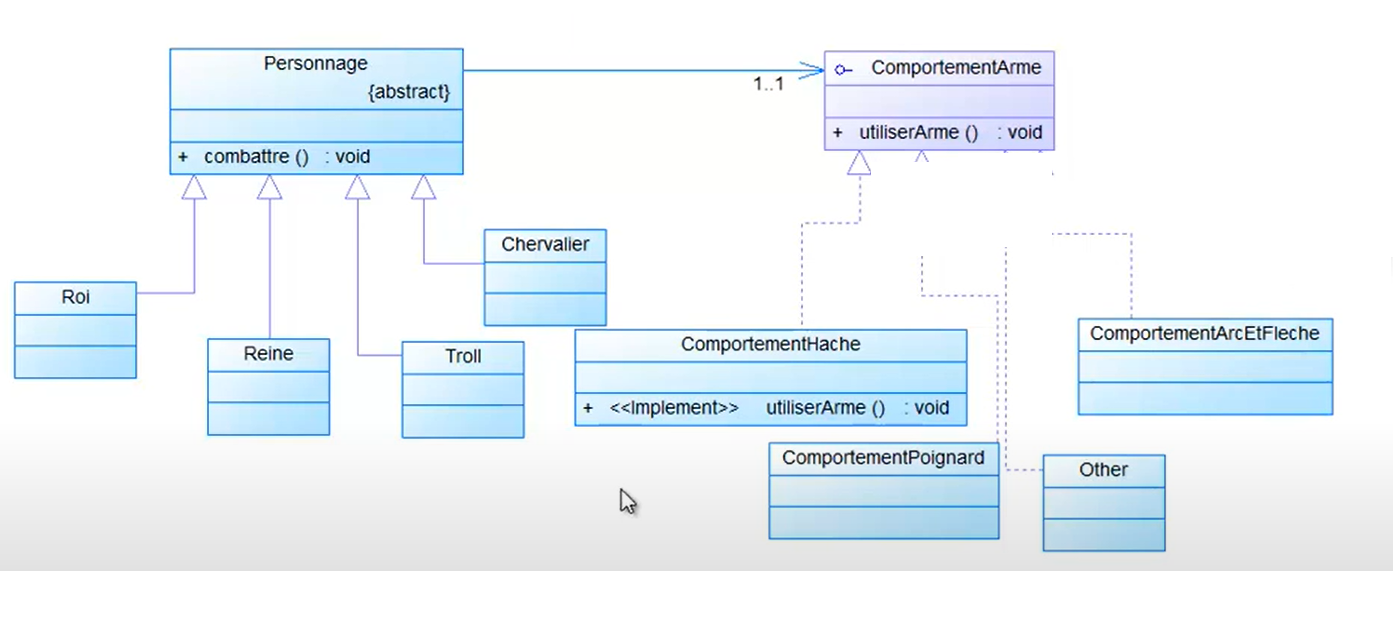 Personnage
{abstract}
+ combattre () : void
1..1
ComportementArme
+ utiliserArme () : void
Chervalier
Roi
Reine
Troll
ComportementHache
+ <<Implement>> utiliserArme () : void
ComportementArcEtFleche
ComportementPoignard
Other